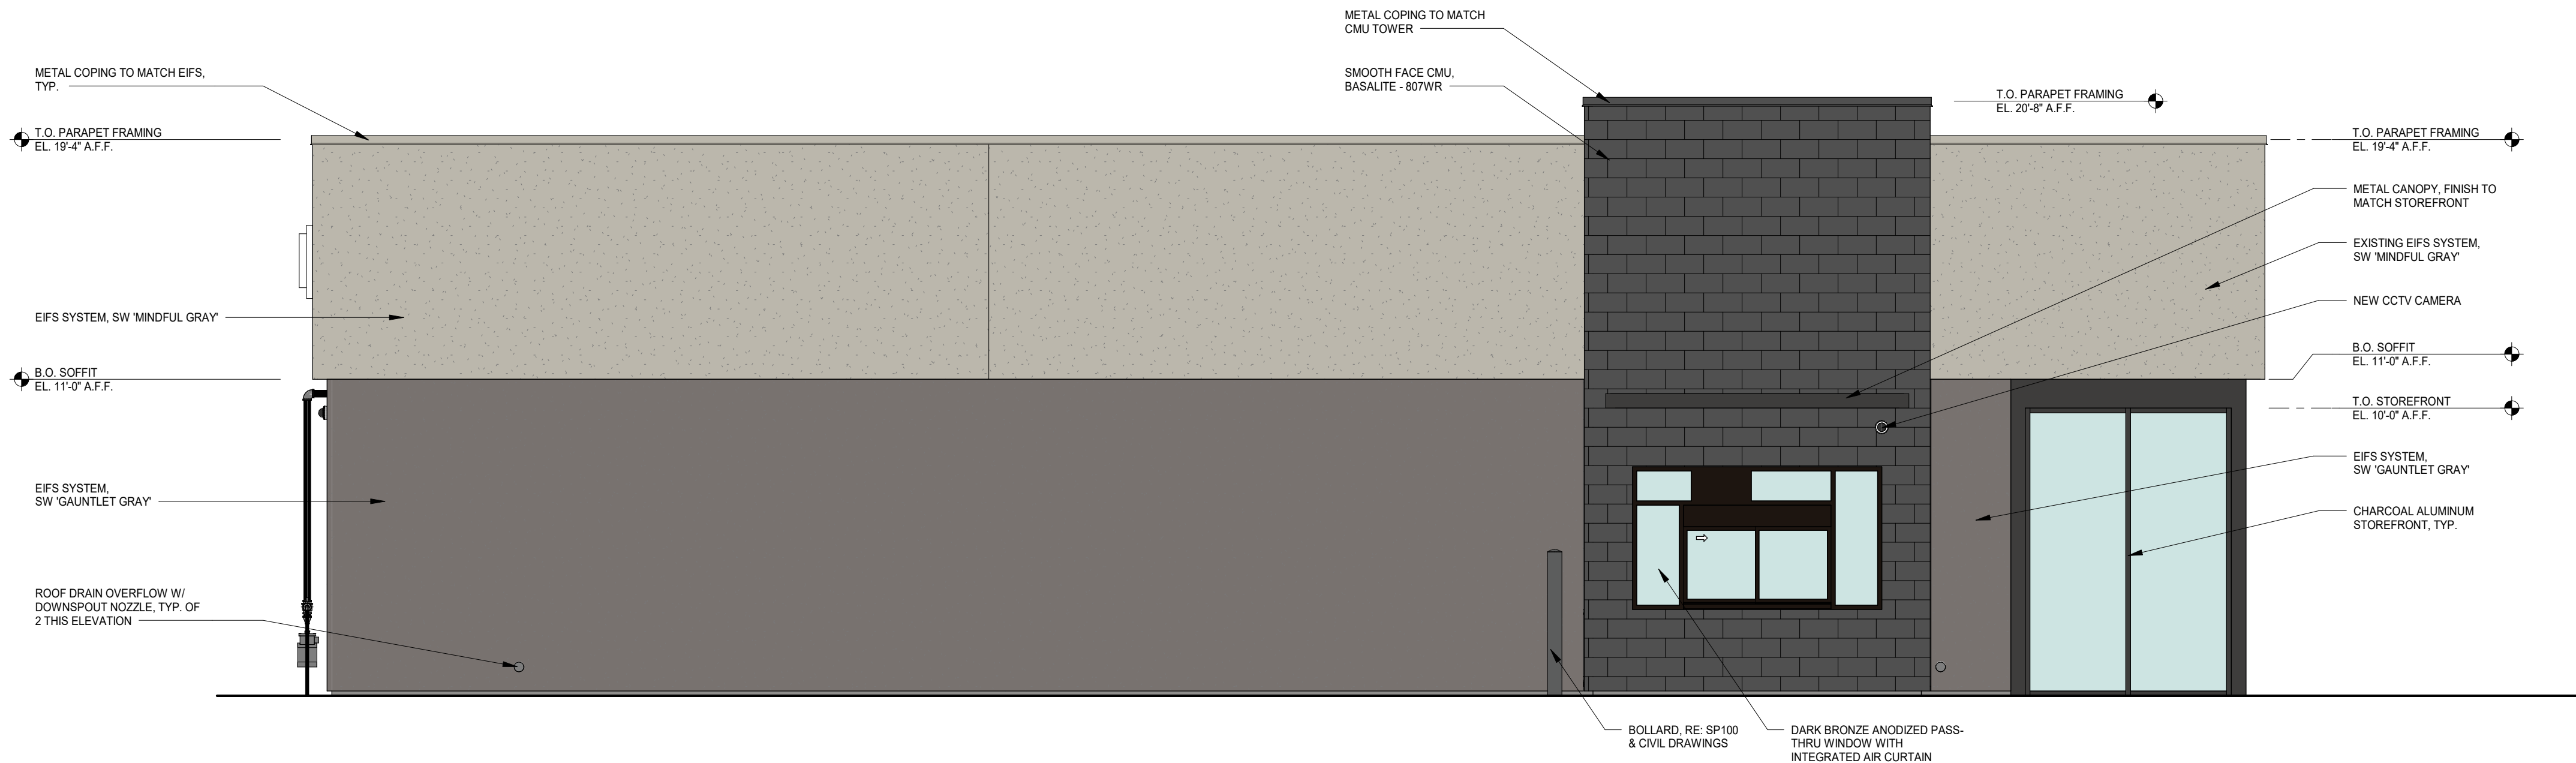 METAL COPING TO MATCH
CMU TOWER
METAL COPING TO MATCH EIFS,
TYP.
SMOOTH FACE CMU,
BASALITE - 807WR
T.O. PARAPET FRAMING
EL. 20'-8" A.F.F.
T.O. PARAPET FRAMING
EL. 19'-4" A.F.F.
T.O. PARAPET FRAMING
EL. 19'-4" A.F.F.
METAL CANOPY, FINISH TO
MATCH STOREFRONT
EXISTING EIFS SYSTEM,
SW 'MINDFUL GRAY'
NEW CCTV CAMERA
EIFS SYSTEM, SW 'MINDFUL GRAY'
B.O. SOFFIT
EL. 11'-0" A.F.F.
B.O. SOFFIT
EL. 11'-0" A.F.F.
T.O. STOREFRONT
EL. 10'-0" A.F.F.
EIFS SYSTEM,
SW 'GAUNTLET GRAY'
EIFS SYSTEM,
SW 'GAUNTLET GRAY'
CHARCOAL ALUMINUM
STOREFRONT, TYP.
ROOF DRAIN OVERFLOW W/
DOWNSPOUT NOZZLE, TYP. OF
2 THIS ELEVATION
BOLLARD, RE: SP100
& CIVIL DRAWINGS
DARK BRONZE ANODIZED PASS-
THRU WINDOW WITH
INTEGRATED AIR CURTAIN